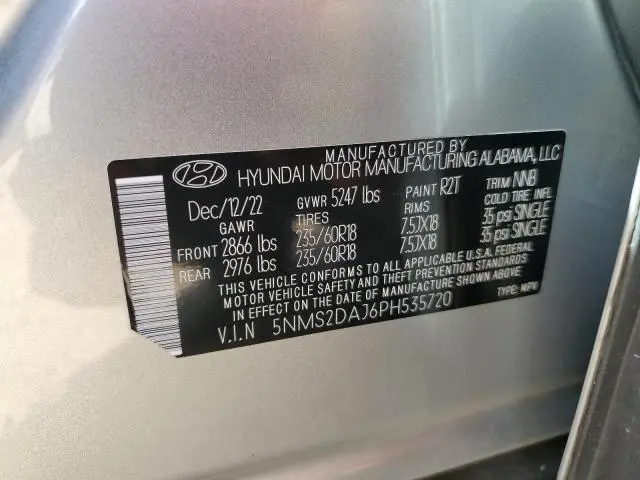 MANUFACTURED BY
HYUNDAI MOTOR MANUFACTURING ALABAMA, LLC
Dec/12/22 GVWR 5247 lbs PAINT R2T TRIM NNB
GAWR TIRES RIMS COLD TIRE INFL
FRONT 2866 lbs 235/60R18 7.5JX18 35 psi SINGLE
REAR 2976 lbs 235/60R18 7.5JX18 35 psi SINGLE
THIS VEHICLE CONFORMS TO ALL APPLICABLE U.S.A. FEDERAL
MOTOR VEHICLE SAFETY AND THEFT PREVENTION STANDARDS
IN EFFECT ON THE DATE OF MANUFACTURE SHOWN ABOVE.
V.I.N 5NMS2DAJ6PH535720 TYPE: MPV